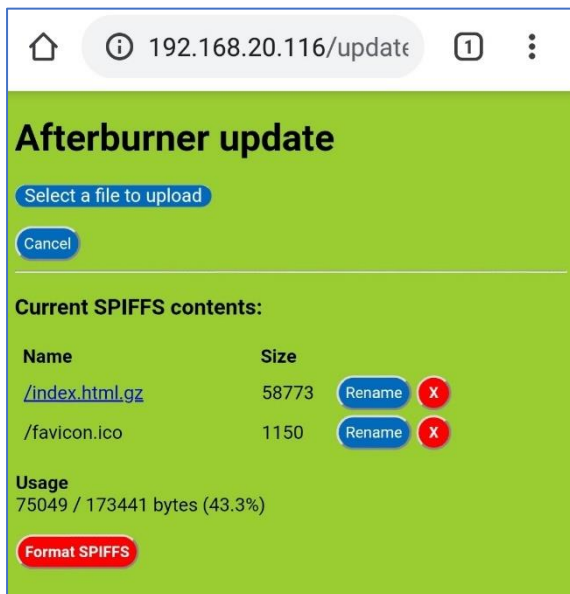 192.168.20.116/update
1
Afterburner update
Select a file to upload
Cancel
Current SPIFFS contents:
Name Size
/index.html.gz 58773 Rename X
/favicon.ico 1150 Rename X
Usage
75049 / 173441 bytes (43.3%)
Format SPIFFS